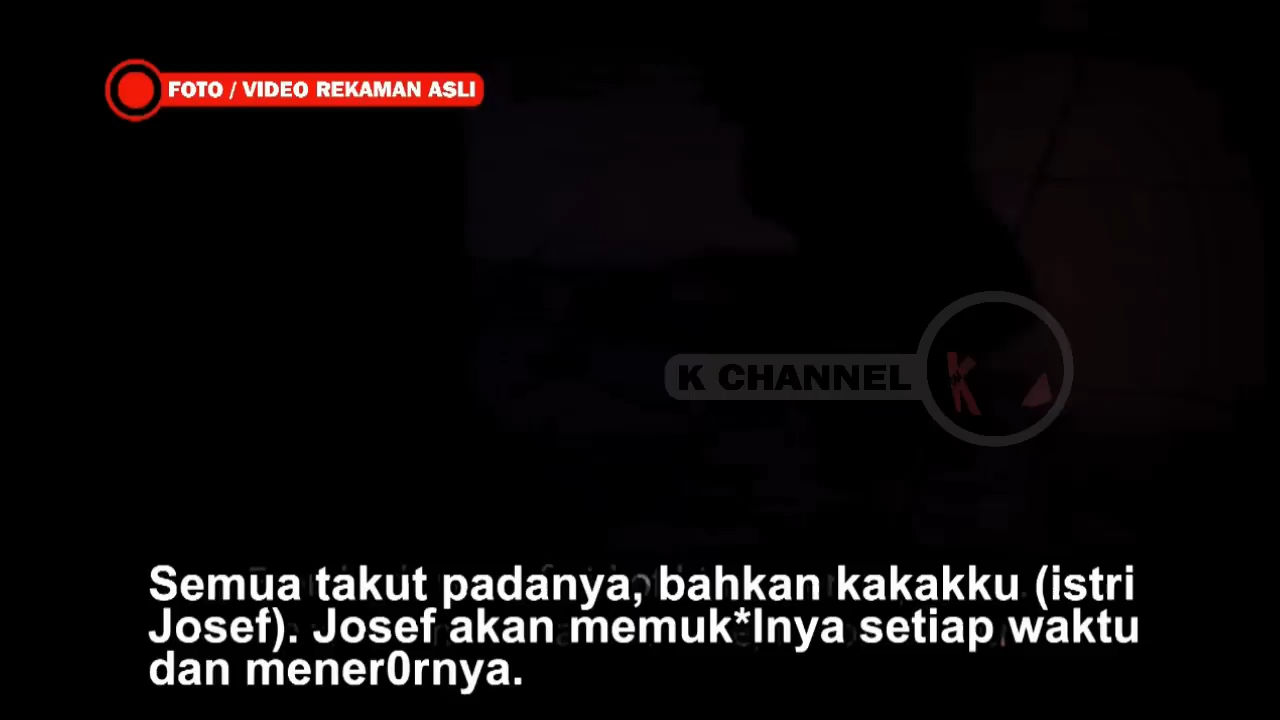 FOTO / VIDEO REKAMAN ASLI
K CHANNEL
K
Semua takut padanya, bahkan kakakku (istri
Josef). Josef akan memuk*lnya setiap waktu
dan mener0rnya.